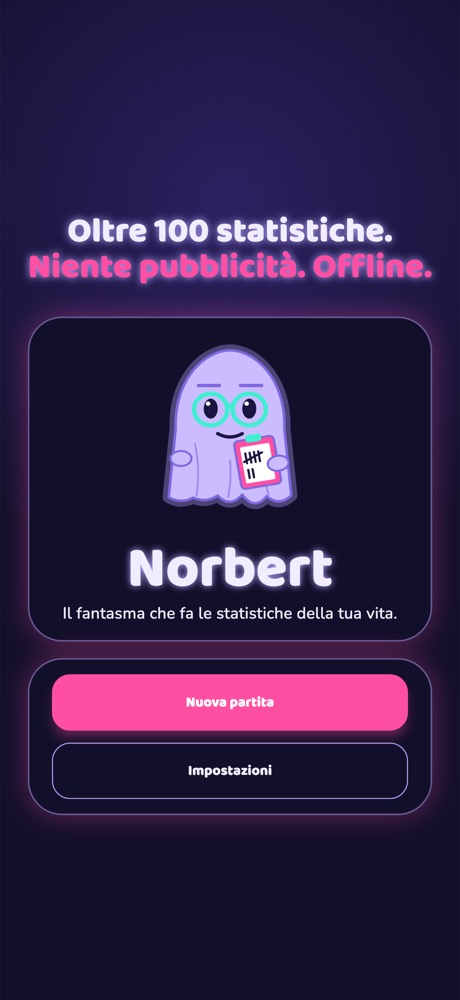 Oltre 100 statistiche.
Niente pubblicità. Offline.
Norbert
Il fantasma che fa le statistiche della tua vita.
Nuova partita
Impostazioni